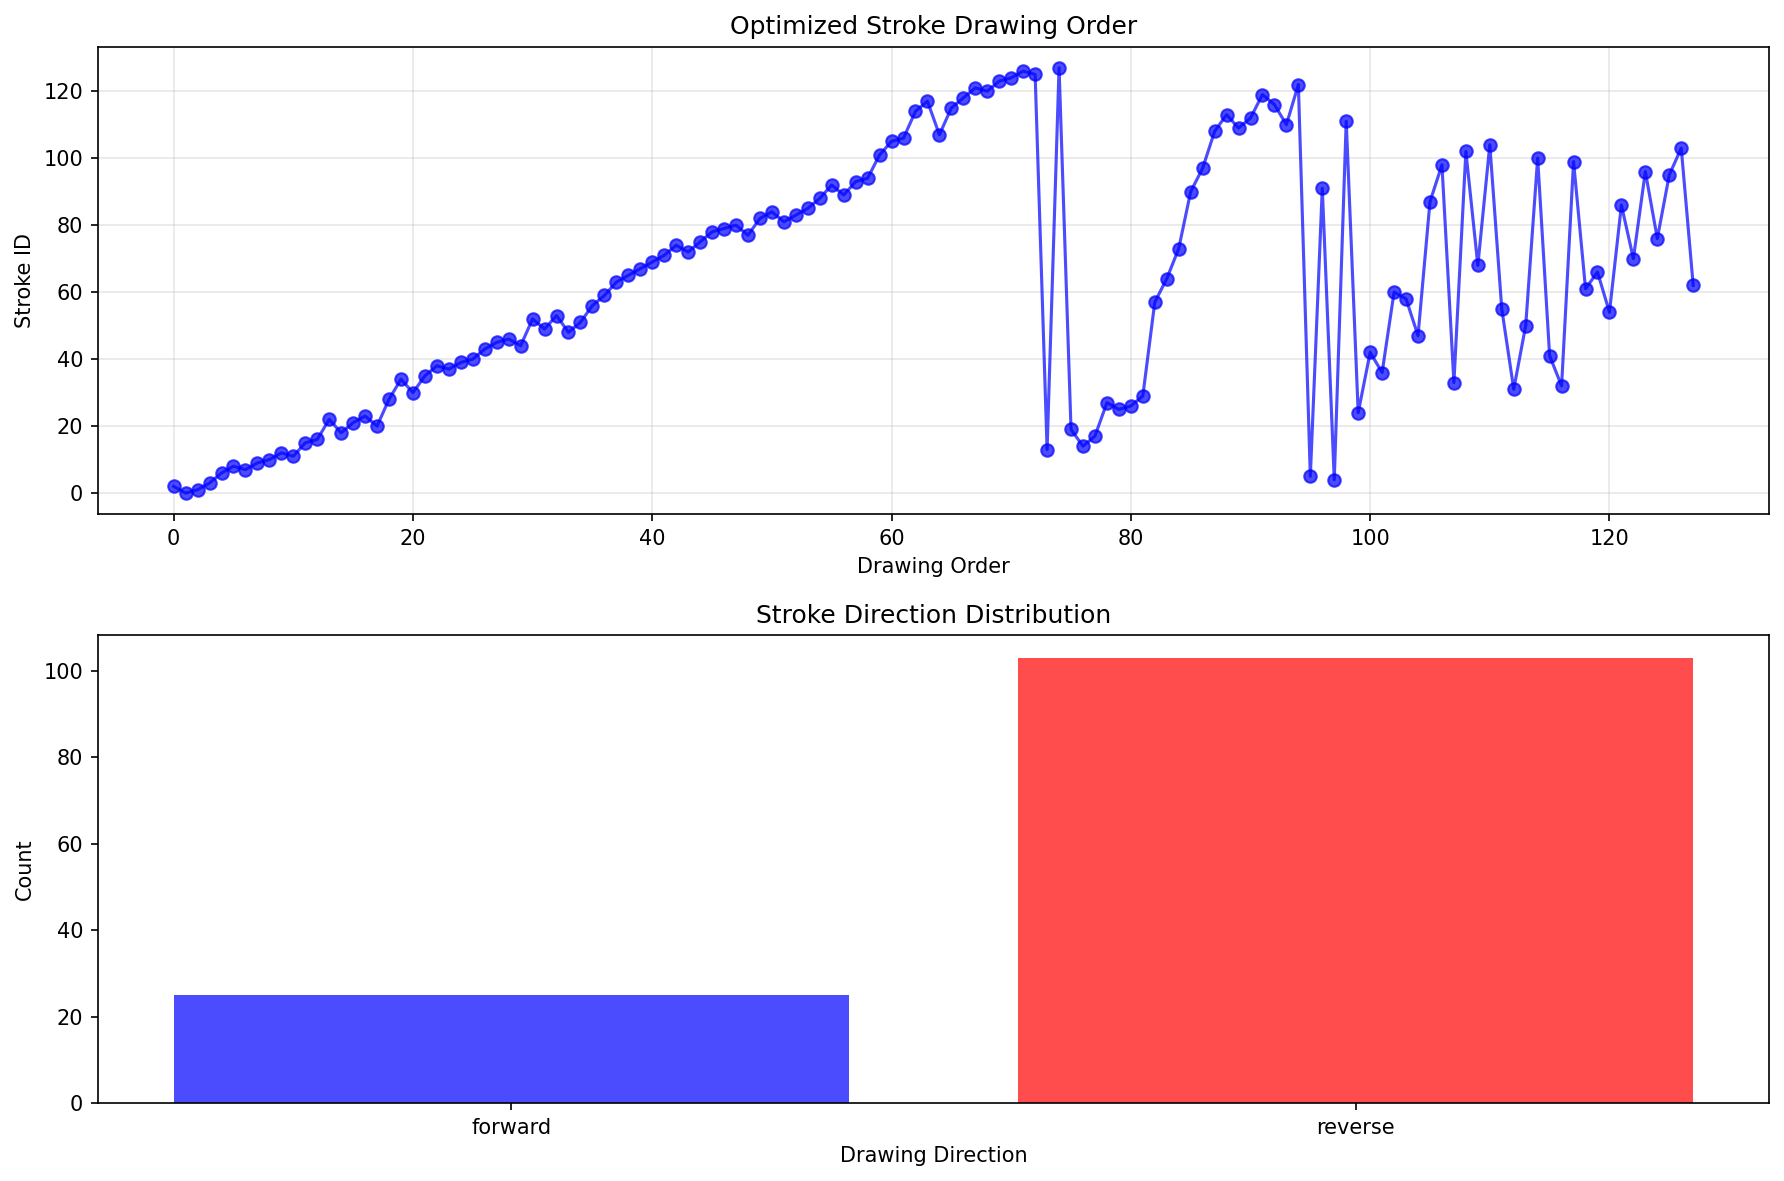 Optimized Stroke Drawing Order
120
100
80
60
40
20
0
Stroke ID
0 20 40 60 80 100 120
Drawing Order
Stroke Direction Distribution
100
80
60
40
20
0
Count
forward reverse
Drawing Direction